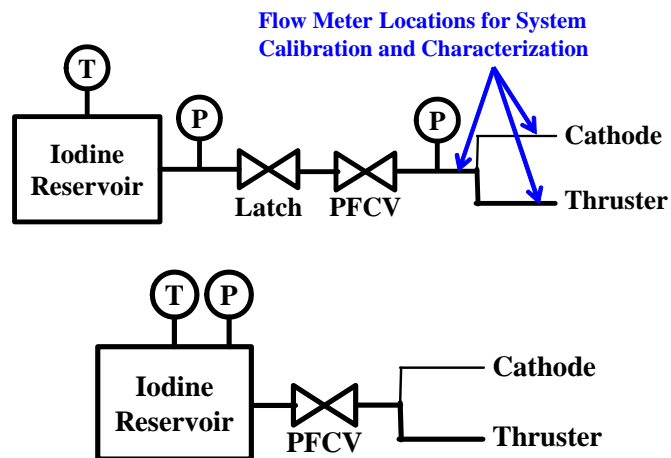 Flow Meter Locations for System
Calibration and Characterization
T
P
P
Iodine
Reservoir
Cathode
Latch
PFCV
Thruster
T
P
Iodine
Reservoir
Cathode
PFCV
Thruster